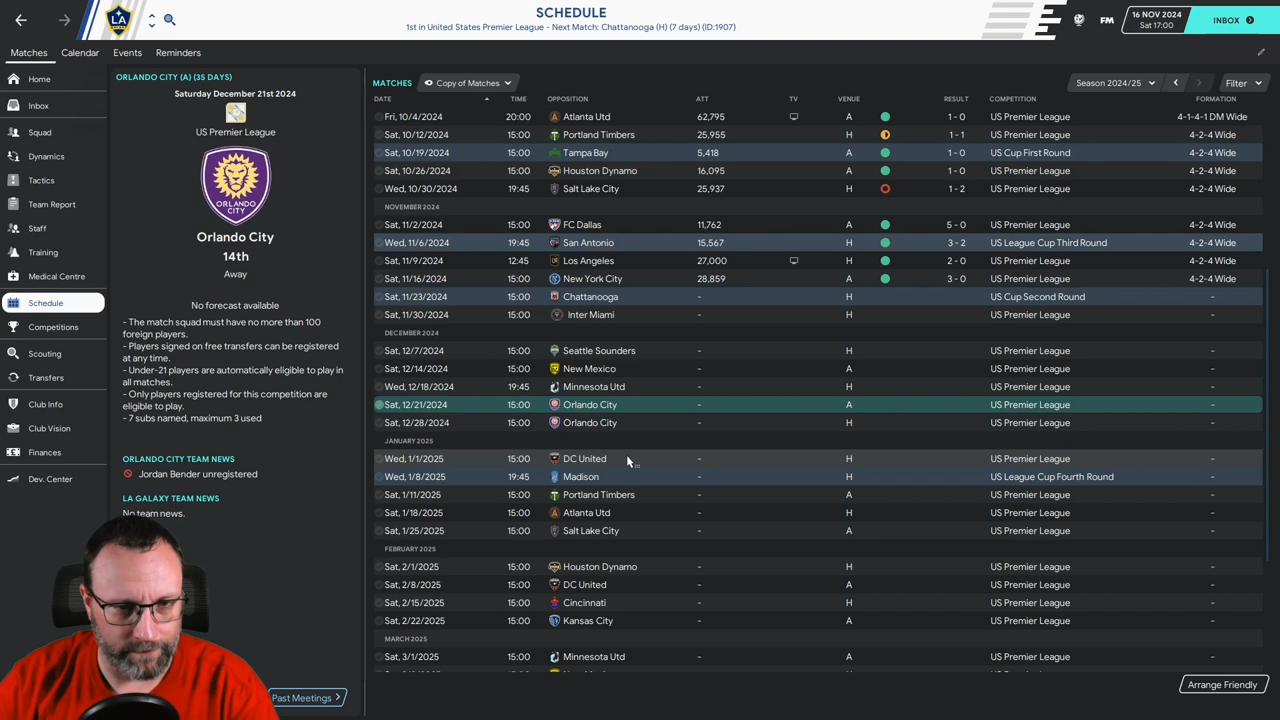 LA
SCHEDULE
1st in United States Premier League - Next Match: Chattanooga (H) (7 days) (ID:1907)
FM
16 NOV 2024
Sat 17:00
INBOX
Matches Calendar Events Reminders
Home
Inbox
Squad
Dynamics
Tactics
Team Report
Staff
Training
Medical Centre
Schedule
Competitions
Scouting
Transfers
Club Info
Club Vision
Finances
Dev. Center
ORLANDO CITY (A) (35 DAYS)
Saturday December 21st 2024
US Premier League
ORLANDO
CITY
Orlando City
14th
Away
No forecast available
- The match squad must have no more than 100
foreign players.
- Players signed on free transfers can be registered
at any time.
- Under-21 players are automatically eligible to play in
all matches.
- Only players registered for this competition are
eligible to play.
- 7 subs named, maximum 3 used
ORLANDO CITY TEAM NEWS
Jordan Bender unregistered
LA GALAXY TEAM NEWS
No team news.
Past Meetings
MATCHES Copy of Matches Season 2024/25 Filter
DATE TIME OPPOSITION ATT TV VENUE RESULT COMPETITION FORMATION
Fri, 10/4/2024 20:00 Atlanta Utd 62,795 A 1 - 0 US Premier League 4-1-4-1 DM Wide
Sat, 10/12/2024 15:00 Portland Timbers 25,955 H 1 - 1 US Premier League 4-2-4 Wide
Sat, 10/19/2024 15:00 Tampa Bay 5,418 A 1 - 0 US Cup First Round 4-2-4 Wide
Sat, 10/26/2024 15:00 Houston Dynamo 16,095 A 1 - 0 US Premier League 4-2-4 Wide
Wed, 10/30/2024 19:45 Salt Lake City 25,937 H 1 - 2 US Premier League 4-2-4 Wide
NOVEMBER 2024
Sat, 11/2/2024 15:00 FC Dallas 11,762 A 5 - 0 US Premier League 4-2-4 Wide
Wed, 11/6/2024 19:45 San Antonio 15,567 H 3 - 2 US League Cup Third Round 4-2-4 Wide
Sat, 11/9/2024 12:45 Los Angeles 27,000 H 2 - 0 US Premier League 4-2-4 Wide
Sat, 11/16/2024 15:00 New York City 28,859 A 3 - 0 US Premier League 4-2-4 Wide
Sat, 11/23/2024 15:00 Chattanooga - H US Cup Second Round -
Sat, 11/30/2024 15:00 Inter Miami - H US Premier League -
DECEMBER 2024
Sat, 12/7/2024 15:00 Seattle Sounders - H US Premier League -
Sat, 12/14/2024 15:00 New Mexico - A US Premier League -
Wed, 12/18/2024 19:45 Minnesota Utd - H US Premier League -
Sat, 12/21/2024 15:00 Orlando City - A US Premier League -
Sat, 12/28/2024 15:00 Orlando City - H US Premier League -
JANUARY 2025
Wed, 1/1/2025 15:00 DC United - H US Premier League -
Wed, 1/8/2025 19:45 Madison - H US League Cup Fourth Round -
Sat, 1/11/2025 15:00 Portland Timbers - A US Premier League -
Sat, 1/18/2025 15:00 Atlanta Utd - H US Premier League -
Sat, 1/25/2025 15:00 Salt Lake City - A US Premier League -
FEBRUARY 2025
Sat, 2/1/2025 15:00 Houston Dynamo - H US Premier League -
Sat, 2/8/2025 15:00 DC United - A US Premier League -
Sat, 2/15/2025 15:00 Cincinnati - H US Premier League -
Sat, 2/22/2025 15:00 Kansas City - A US Premier League -
MARCH 2025
Sat, 3/1/2025 15:00 Minnesota Utd - A US Premier League -
Arrange Friendly